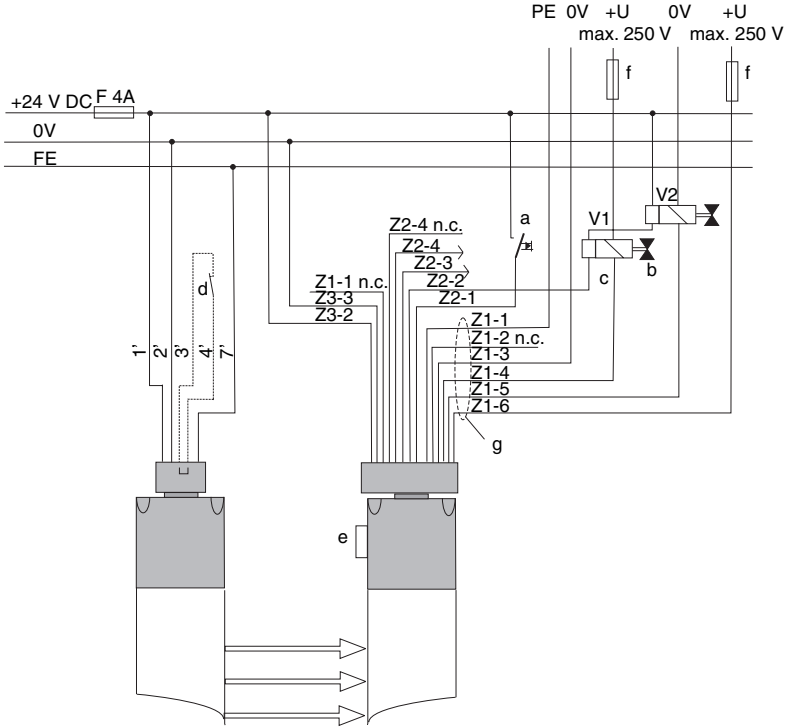 PE 0V +U 0V +U
max. 250 V max. 250 V
f f
+24 V DC F 4A
0V
FE
V2
a V1
Z2-4 n.c.
Z2-4
b
Z2-3
c
Z1-1 n.c. Z2-2
d
Z3-3 Z2-1
Z3-2 Z1-1
Z1-2 n.c.
1' 2' 3' 4' 7' Z1-3
Z1-4
Z1-5
Z1-6
g
e